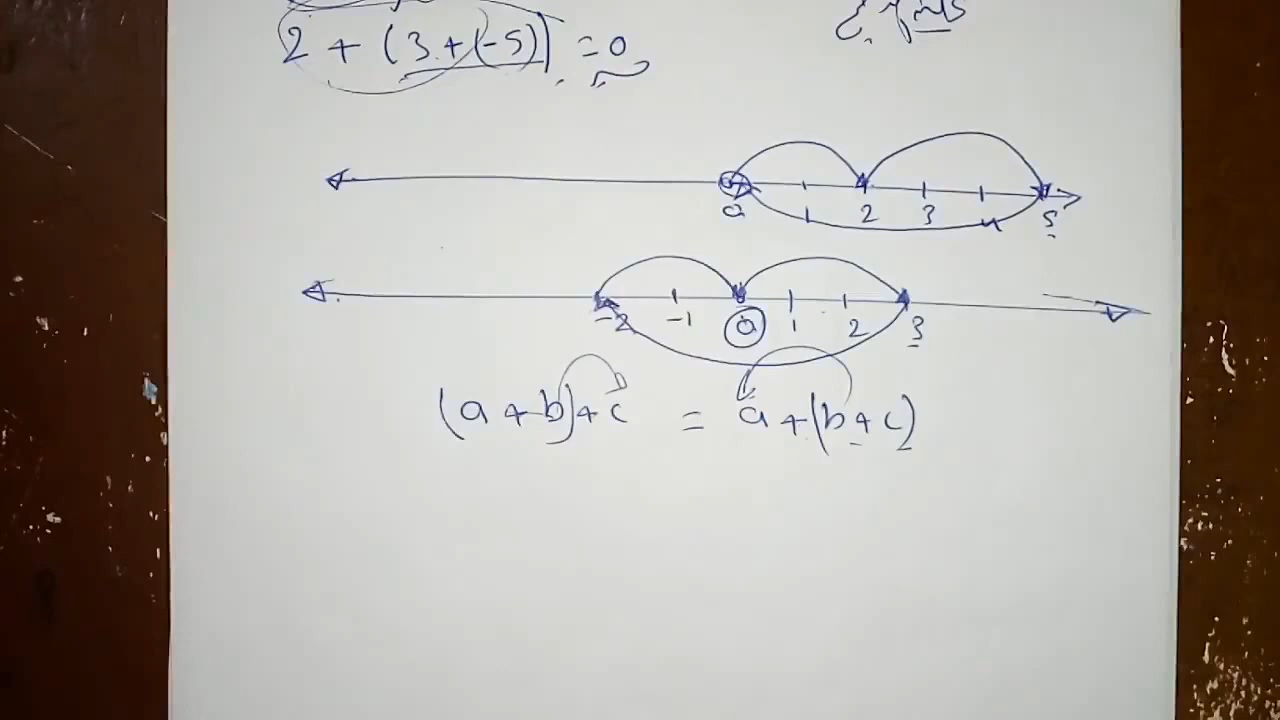 2 + (3 + (-5)) = 0
0 1 2 3 4 5
-2 -1 0 1 2 3
(a + b) + c = a + (b + c)